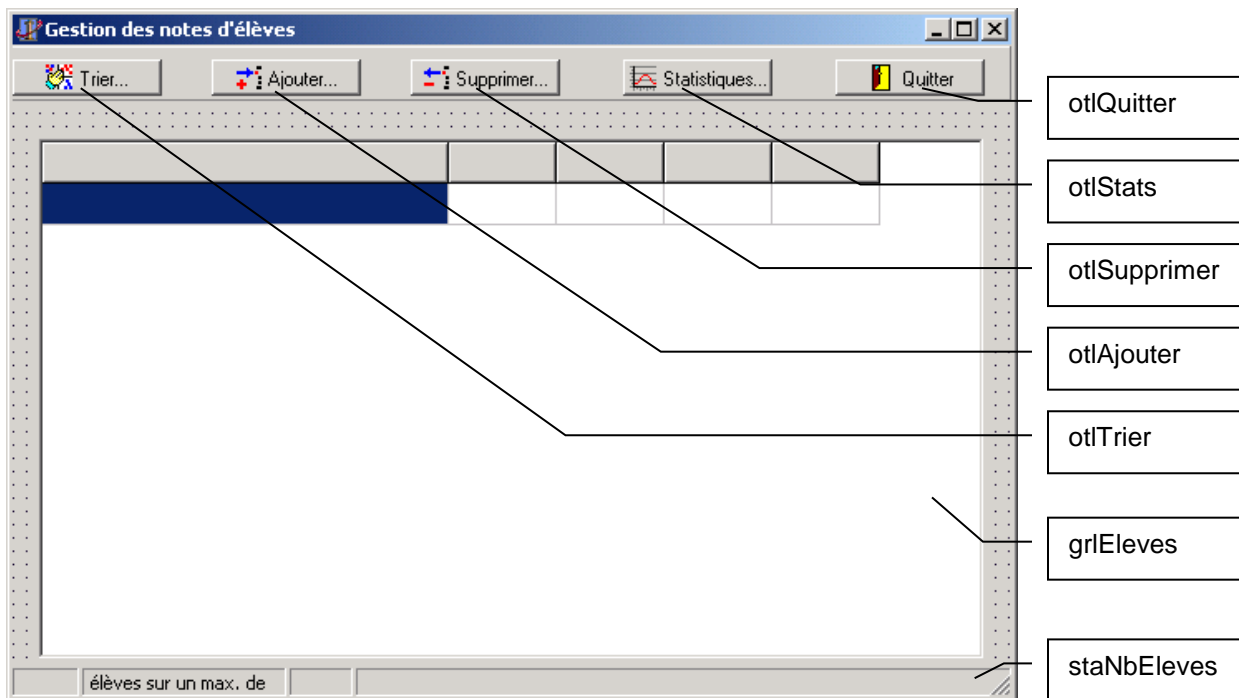 Gestion des notes d'élèves
Trier... Ajouter... Supprimer... Statistiques... Quitter
otlQuitter
otlStats
otlSupprimer
otlAjouter
otlTrier
grlEleves
staNbEleves
élèves sur un max. de